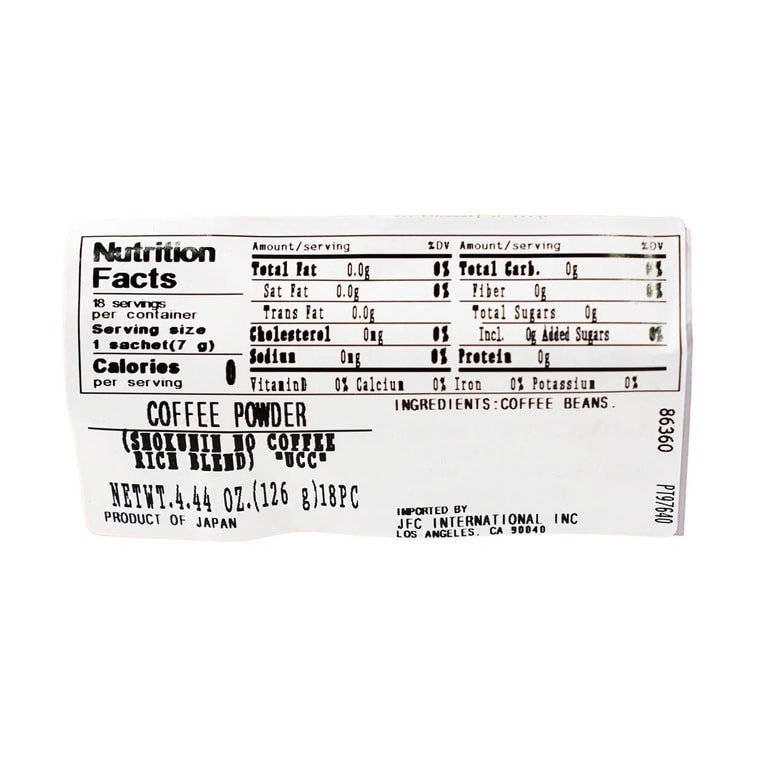 Nutrition
Facts
18 servings
per container
Serving size
1 sachet(7 g)
Calories 0
per serving
Amount/serving %DV
Total Fat 0.0g 0%
Sat Fat 0.0g 0%
Trans Fat 0.0g
Cholesterol 0mg 0%
Sodium 0mg 0%
Amount/serving %DV
Total Carb. 0g 0%
Fiber 0g 0%
Total Sugars 0g
Incl. 0g Added Sugars 0%
Protein 0g
VitaminD 0% Calcium 0% Iron 0% Potassium 0%
COFFEE POWDER
(SHOKUNIN NO COFFEE
RICH BLEND) "UCC"
NETWT.4.44 OZ.(126 g)18PC
PRODUCT OF JAPAN
INGREDIENTS:COFFEE BEANS.
IMPORTED BY
JFC INTERNATIONAL INC
LOS ANGELES, CA 90040
86360 PI97640